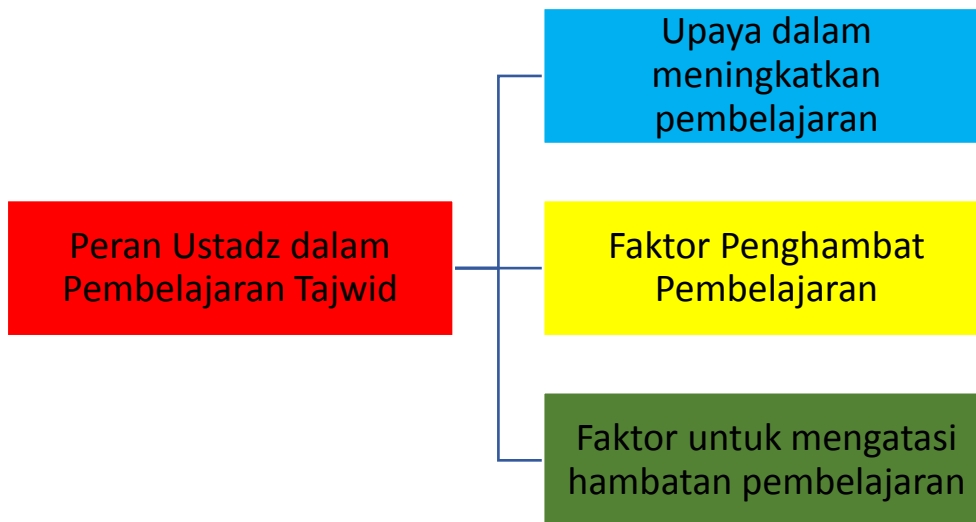 Peran Ustadz dalam
Pembelajaran Tajwid
Upaya dalam
meningkatkan
pembelajaran
Faktor Penghambat
Pembelajaran
Faktor untuk mengatasi
hambatan pembelajaran